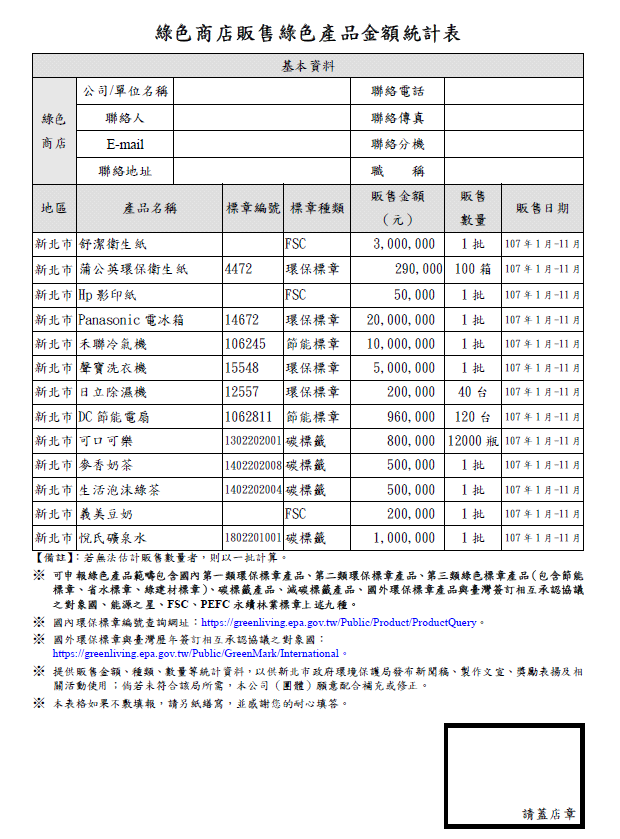 綠色商店販售綠色產品金額統計表
基本資料
綠色商店
公司/單位名稱 聯絡電話
聯絡人 聯絡傳真
E-mail 聯絡分機
聯絡地址 職 稱
地區 產品名稱 標章編號 標章種類 販售金額（元） 販售數量 販售日期
新北市 舒潔衛生紙 FSC 3,000,000 1 批 107 年 1 月-11 月
新北市 蒲公英環保衛生紙 4472 環保標章 290,000 100 箱 107 年 1 月-11 月
新北市 Hp 影印紙 FSC 50,000 1 批 107 年 1 月-11 月
新北市 Panasonic 電冰箱 14672 環保標章 20,000,000 1 批 107 年 1 月-11 月
新北市 禾聯冷氣機 106245 節能標章 10,000,000 1 批 107 年 1 月-11 月
新北市 聲寶洗衣機 15548 環保標章 5,000,000 1 批 107 年 1 月-11 月
新北市 日立除濕機 12557 環保標章 200,000 40 台 107 年 1 月-11 月
新北市 DC 節能電扇 1062811 節能標章 960,000 120 台 107 年 1 月-11 月
新北市 可口可樂 1302202001 碳標籤 800,000 12000 瓶 107 年 1 月-11 月
新北市 麥香奶茶 1402202008 碳標籤 500,000 1 批 107 年 1 月-11 月
新北市 生活泡沫綠茶 1402202004 碳標籤 500,000 1 批 107 年 1 月-11 月
新北市 義美豆奶 FSC 200,000 1 批 107 年 1 月-11 月
新北市 悅氏礦泉水 1802201001 碳標籤 1,000,000 1 批 107 年 1 月-11 月
【備註】：若無法估計販售數量者，則以一批計算。
※ 可申報綠色產品範疇包含國內第一類環保標章產品、第二類環保標章產品、第三類綠色標章產品(包含節能
標章、省水標章、綠建材標章)、碳標籤產品、減碳標籤產品、國外環保標章產品與臺灣簽訂相互承認協議
之對象國、能源之星、FSC、PEFC 永續林業標章上述九種。
※ 國內環保標章編號查詢網址：https://greenliving.epa.gov.tw/Public/Product/ProductQuery。
※ 國外環保標章與臺灣歷年簽訂相互承認協議之對象國：
https://greenliving.epa.gov.tw/Public/GreenMark/International。
※ 提供販售金額、種類、數量等統計資料，以供新北市政府環境保護局發布新聞稿、製作文宣、獎勵表揚及相
關活動使用；倘若未符合該局所需，本公司（團體）願意配合補充或修正。
※ 本表格如果不敷填報，請另紙繕寫，並感謝您的耐心填答。
請蓋店章